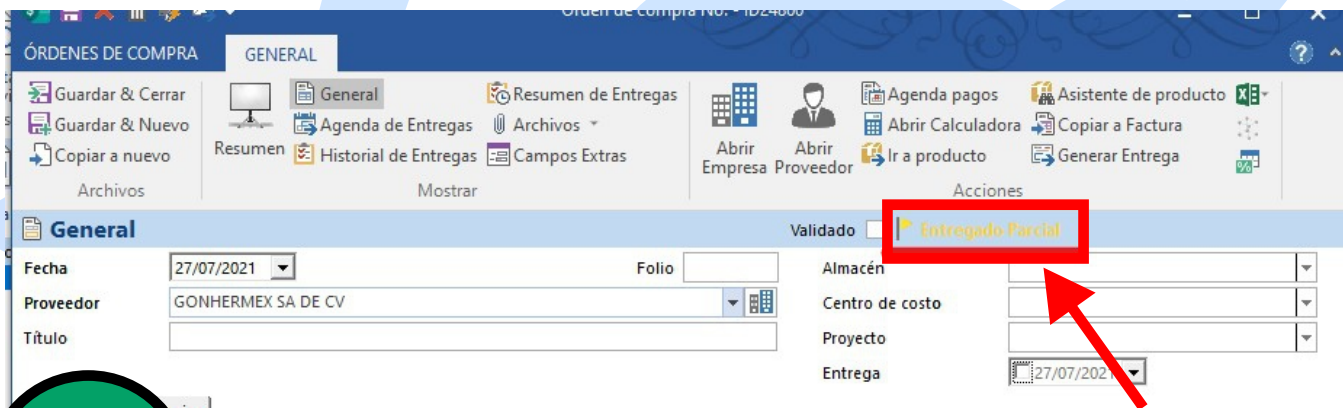 Orden de compra No. - ID24600
ÓRDENES DE COMPRA GENERAL
Guardar & Cerrar
Guardar & Nuevo
Copiar a nuevo
Archivos
Resumen
General
Agenda de Entregas
Historial de Entregas
Resumen de Entregas
Archivos
Campos Extras
Mostrar
Abrir Empresa
Abrir Proveedor
Agenda pagos
Abrir Calculadora
Ir a producto
Asistente de producto
Copiar a Factura
Generar Entrega
Acciones
General Validado Entregado Parcial
Fecha 27/07/2021 Folio Almacén
Proveedor GONHERMEX SA DE CV Centro de costo
Título Proyecto
Entrega 27/07/2021